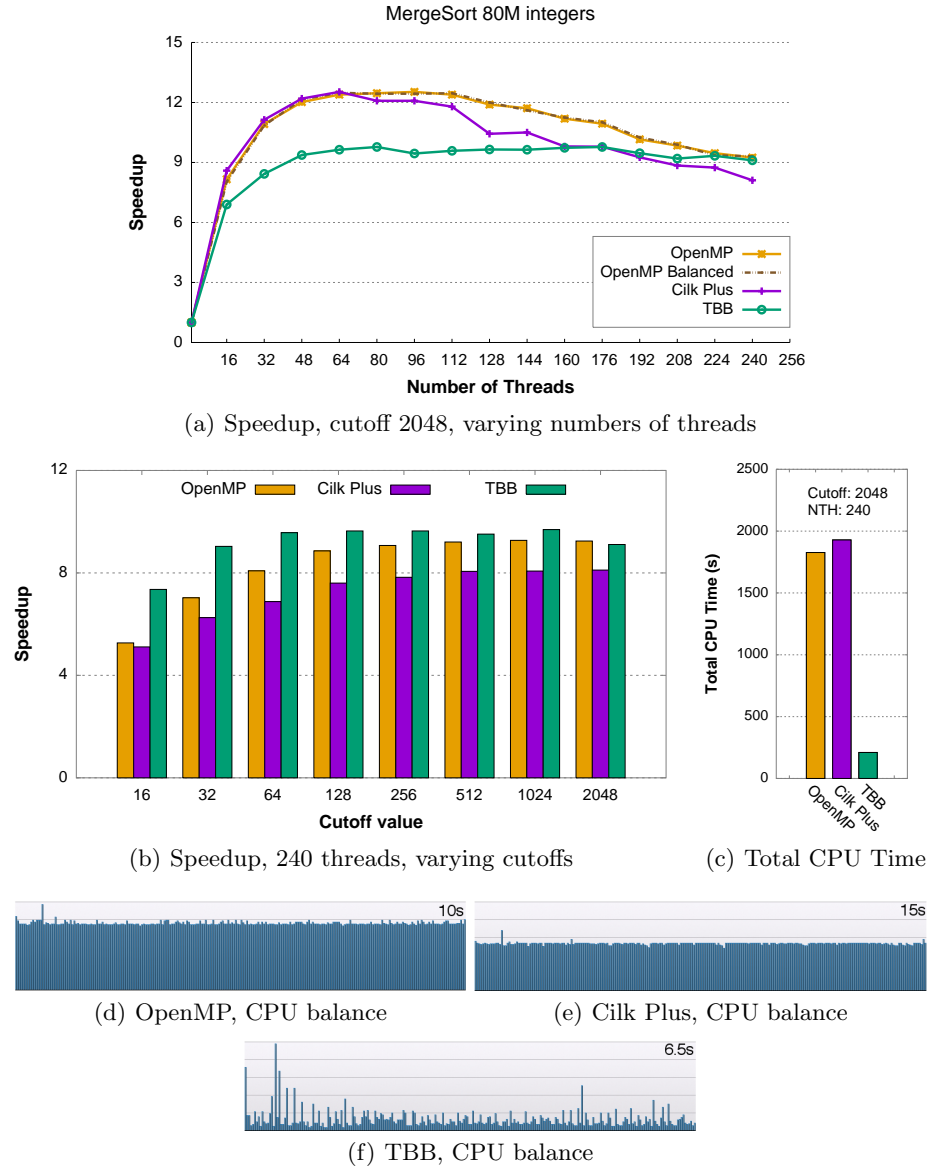 MergeSort 80M integers
15
12
9
6
3
0
Speedup
OpenMP
OpenMP Balanced
Cilk Plus
TBB
16 32 48 64 80 96 112 128 144 160 176 192 208 224 240 256
Number of Threads
(a) Speedup, cutoff 2048, varying numbers of threads
12
8
4
0
Speedup
OpenMP Cilk Plus TBB
16 32 64 128 256 512 1024 2048
Cutoff value
(b) Speedup, 240 threads, varying cutoffs
2500
2000
1500
1000
500
0
Total CPU Time (s)
Cutoff: 2048
NTH: 240
OpenMP
Cilk Plus
TBB
(c) Total CPU Time
10s
(d) OpenMP, CPU balance
15s
(e) Cilk Plus, CPU balance
6.5s
(f) TBB, CPU balance